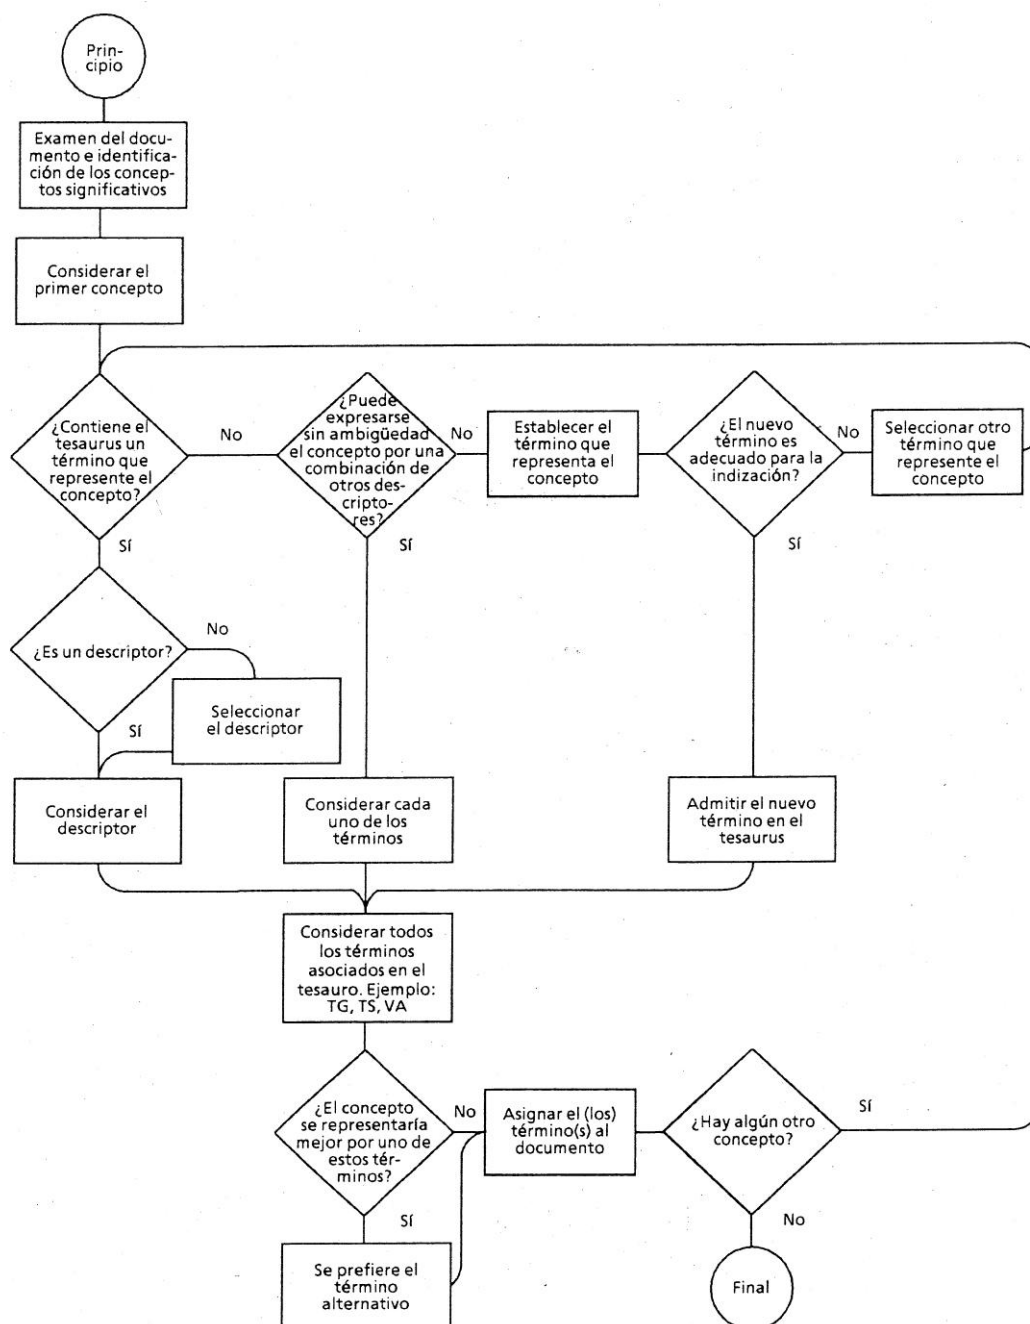 Prin-
cipio
Examen del docu-
mento e identifica-
ción de los concep-
tos significativos
Considerar el
primer concepto
¿Contiene el
tesaurus un
término que
represente el
concepto?
No
¿Puede
expresarse
sin ambigüedad
el concepto por una
combinación de
otros des-
cripto-
res?
No
Establecer el
término que
representa el
concepto
¿El nuevo
término es
adecuado para la
indización?
No
Seleccionar otro
término que
represente el
concepto
Sí
Sí
Sí
¿Es un descriptor?
No
Seleccionar
el descriptor
Sí
Considerar el
descriptor
Considerar cada
uno de los
términos
Admitir el nuevo
término en el
tesaurus
Considerar todos
los términos
asociados en el
tesauro. Ejemplo:
TG, TS, VA
¿El concepto
se representaría
mejor por uno de
estos tér-
minos?
No
Asignar el (los)
término(s) al
documento
¿Hay algún otro
concepto?
Sí
Sí
No
Se prefiere el
término
alternativo
Final